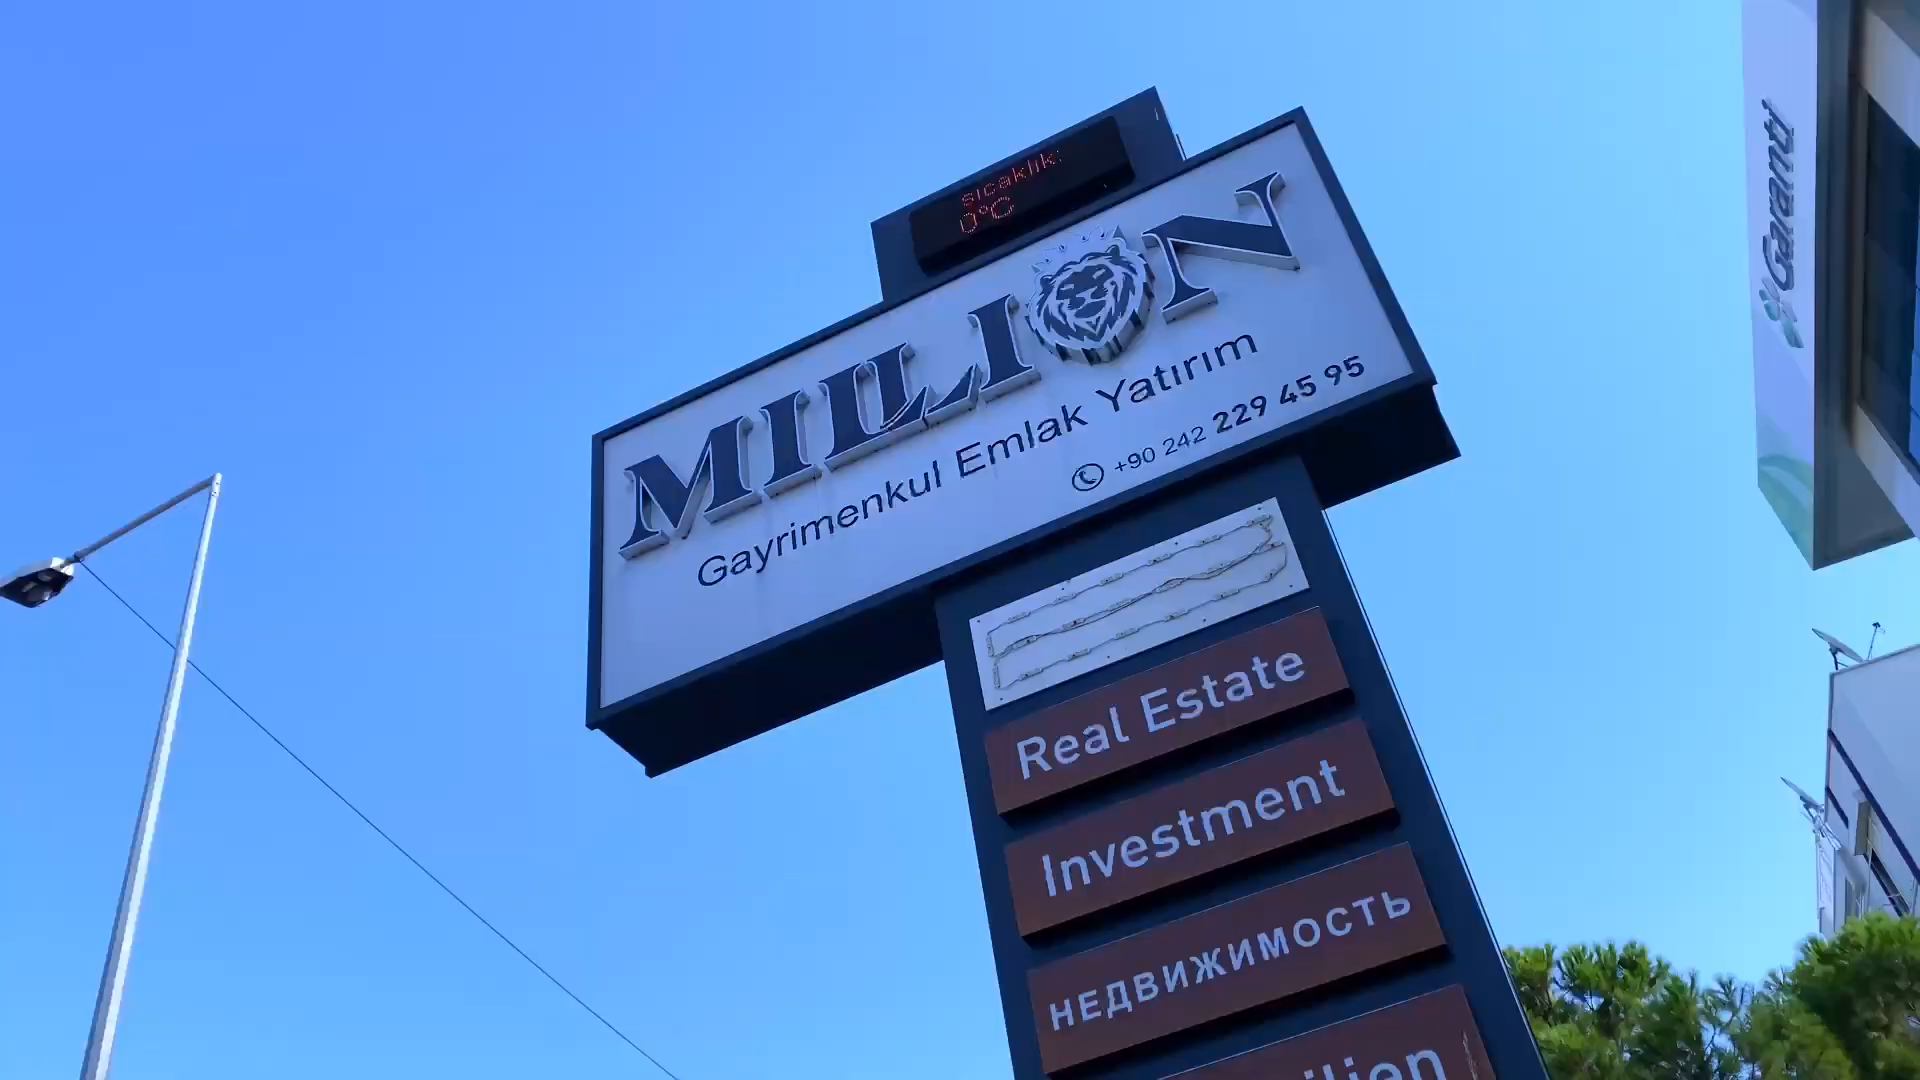 sıcaklık:
0°C
MILLION
Gayrimenkul Emlak Yatırım
+90 242 229 45 95
Real Estate
Investment
НЕДВИЖИМОСТЬ
Garanti